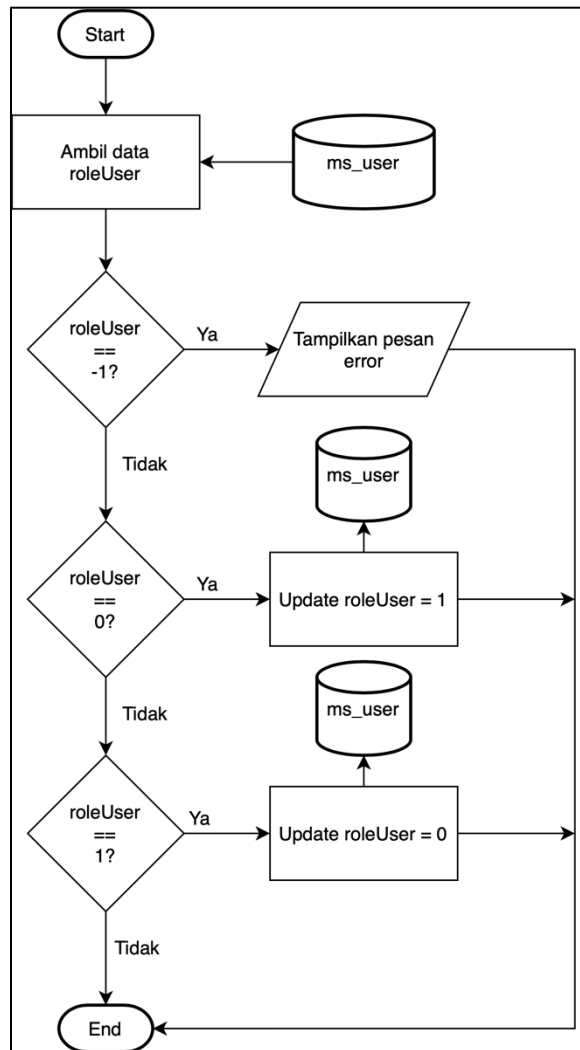 Start
Ambil data
roleUser
ms_user
roleUser
==
-1?
Ya
Tampilkan pesan
error
Tidak
ms_user
roleUser
==
0?
Ya
Update roleUser = 1
Tidak
ms_user
roleUser
==
1?
Ya
Update roleUser = 0
Tidak
End